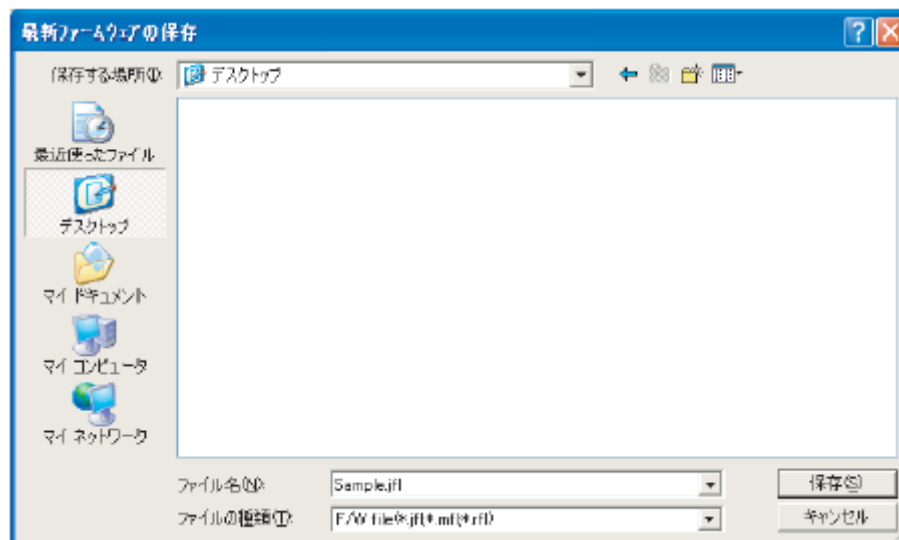 最新ファームウェアの保存
保存する場所(I):
デスクトップ
最近使ったファイル
デスクトップ
マイ ドキュメント
マイ コンピュータ
マイ ネットワーク
ファイル名(N):
Sample.jfl
保存(S)
ファイルの種類(T):
F/W file(*.jfl;*.mfl;*.rfl)
キャンセル